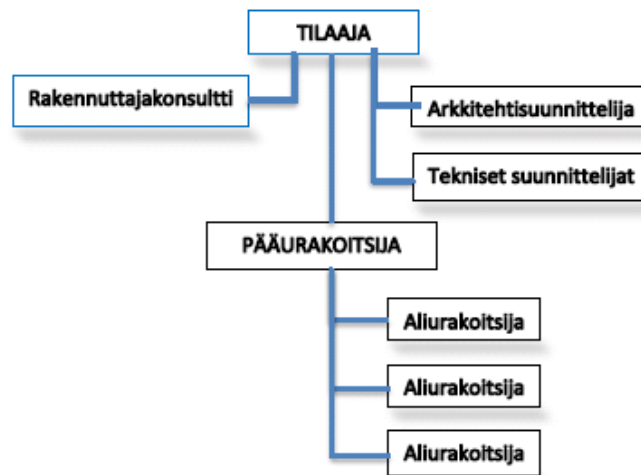 TILAAJA
Rakennuttajakonsultti
Arkkitehtisuunnittelija
Tekniset suunnittelijat
PÄÄURAKOITSIJA
Aliurakoitsija
Aliurakoitsija
Aliurakoitsija